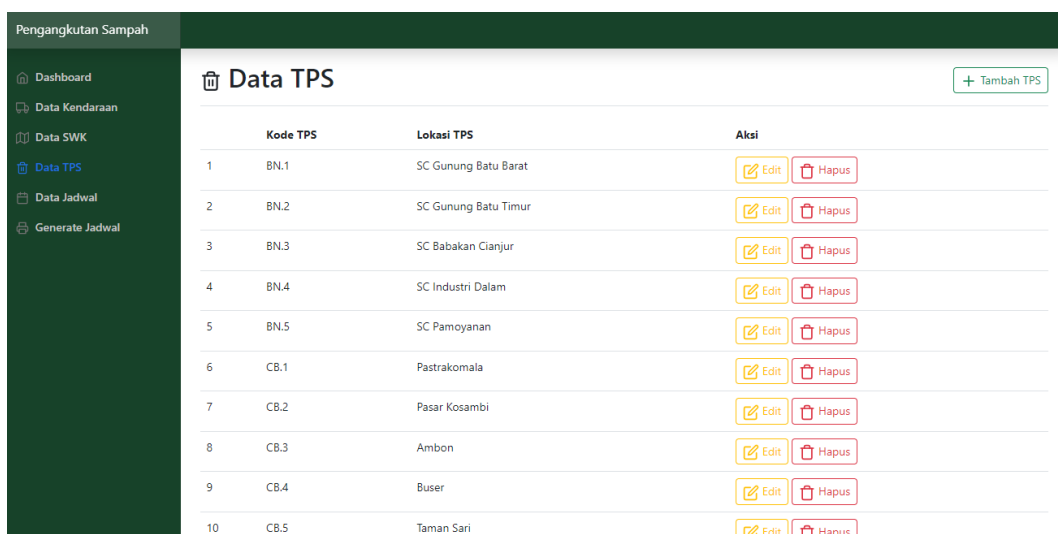 Pengangkutan Sampah
Dashboard
Data Kendaraan
Data SWK
Data TPS
Data Jadwal
Generate Jadwal
Data TPS
+ Tambah TPS
Kode TPS Lokasi TPS Aksi
1 BN.1 SC Gunung Batu Barat Edit Hapus
2 BN.2 SC Gunung Batu Timur Edit Hapus
3 BN.3 SC Babakan Cianjur Edit Hapus
4 BN.4 SC Industri Dalam Edit Hapus
5 BN.5 SC Pamoyanan Edit Hapus
6 CB.1 Pastrakomala Edit Hapus
7 CB.2 Pasar Kosambi Edit Hapus
8 CB.3 Ambon Edit Hapus
9 CB.4 Buser Edit Hapus
10 CB.5 Taman Sari Edit Hapus